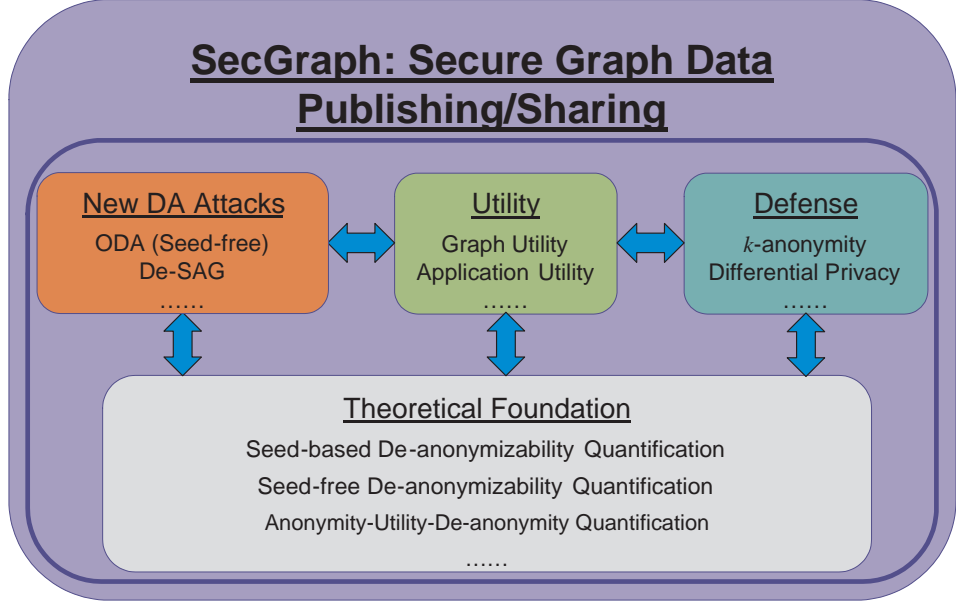 SecGraph: Secure Graph Data
Publishing/Sharing
New DA Attacks
ODA (Seed-free)
De-SAG
......
Utility
Graph Utility
Application Utility
......
Defense
k-anonymity
Differential Privacy
......
Theoretical Foundation
Seed-based De-anonymizability Quantification
Seed-free De-anonymizability Quantification
Anonymity-Utility-De-anonymity Quantification
......